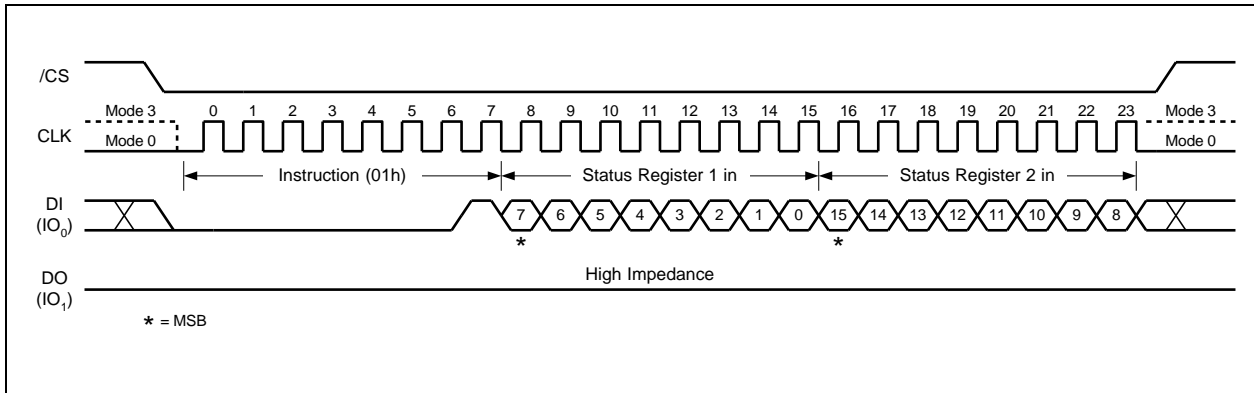 /CS
Mode 3 0 1 2 3 4 5 6 7 8 9 10 11 12 13 14 15 16 17 18 19 20 21 22 23 Mode 3
CLK
Mode 0 Mode 0
Instruction (01h) Status Register 1 in Status Register 2 in
DI
(IO0) 7 6 5 4 3 2 1 0 15 14 13 12 11 10 9 8
* *
DO High Impedance
(IO1)
* = MSB